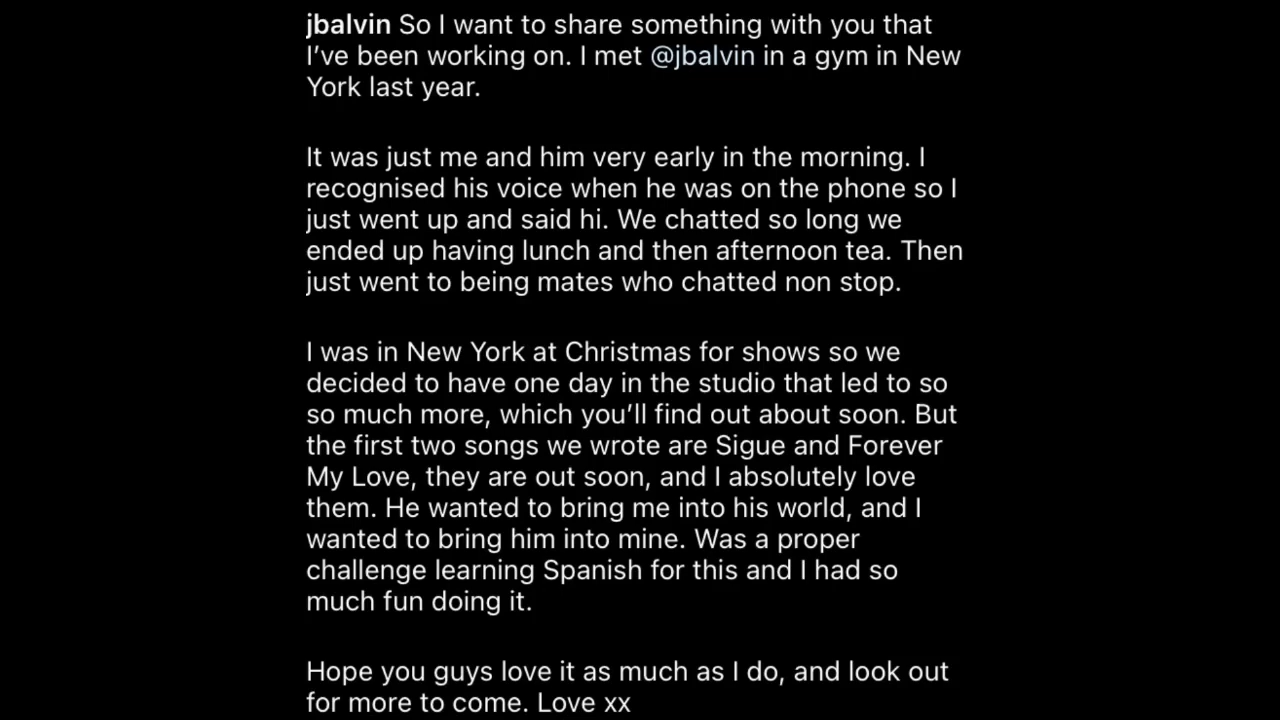 jbalvin So I want to share something with you that
I’ve been working on. I met @jbalvin in a gym in New
York last year.
It was just me and him very early in the morning. I
recognised his voice when he was on the phone so I
just went up and said hi. We chatted so long we
ended up having lunch and then afternoon tea. Then
just went to being mates who chatted non stop.
I was in New York at Christmas for shows so we
decided to have one day in the studio that led to so
so much more, which you’ll find out about soon. But
the first two songs we wrote are Sigue and Forever
My Love, they are out soon, and I absolutely love
them. He wanted to bring me into his world, and I
wanted to bring him into mine. Was a proper
challenge learning Spanish for this and I had so
much fun doing it.
Hope you guys love it as much as I do, and look out
for more to come. Love xx